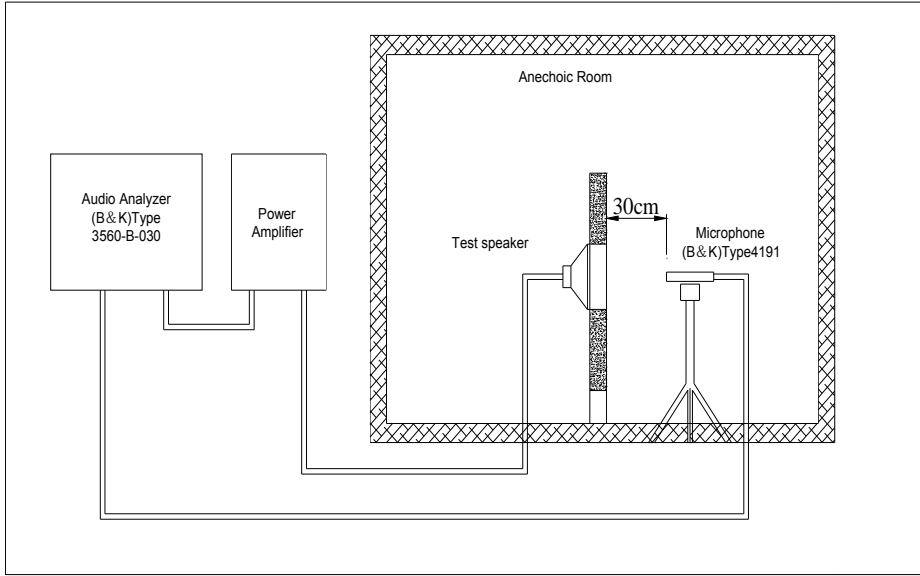 Anechoic Room
Audio Analyzer
(B&K)Type
3560-B-030
Power
Amplifier
Test speaker
30cm
Microphone
(B&K)Type4191